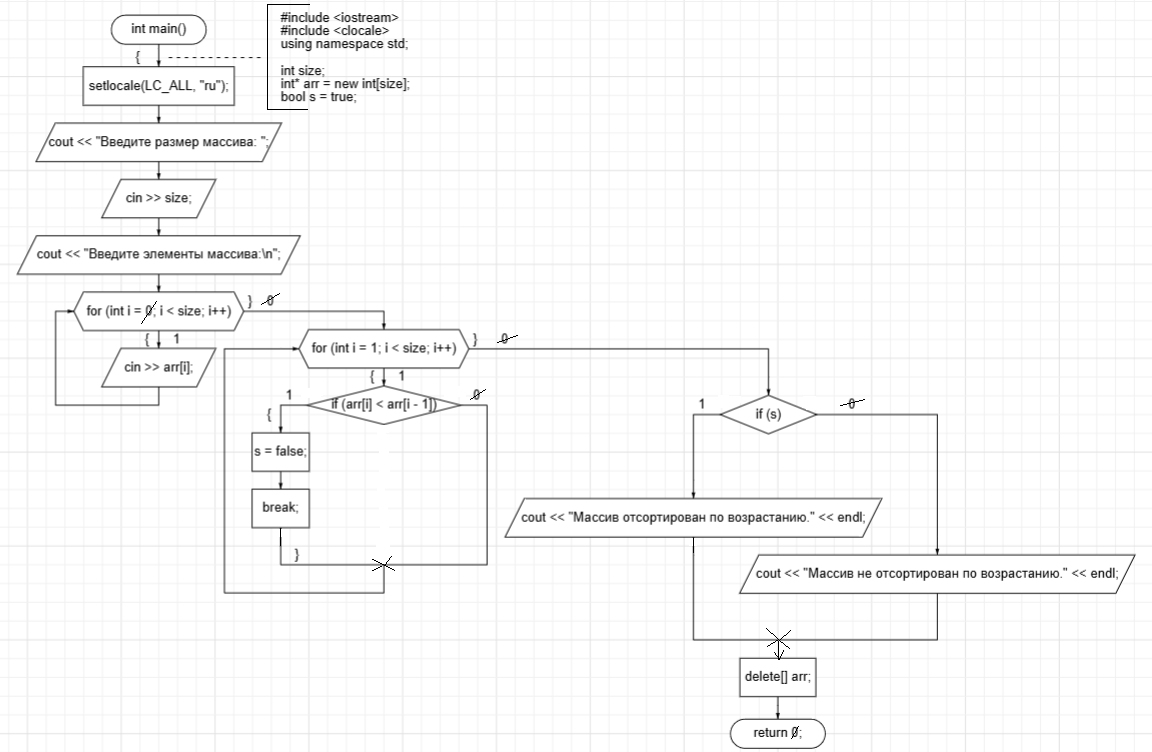 int main()
{
#include <iostream>
#include <clocale>
using namespace std;
int size;
int* arr = new int[size];
bool s = true;
setlocale(LC_ALL, "ru");
cout << "Введите размер массива: ";
cin >> size;
cout << "Введите элементы массива:\n";
for (int i = 0; i < size; i++)
} 0
{ 1
cin >> arr[i];
for (int i = 1; i < size; i++)
} 0
{ 1
if (arr[i] < arr[i - 1])
1
0
{
s = false;
break;
}
if (s)
1
0
cout << "Массив отсортирован по возрастанию." << endl;
cout << "Массив не отсортирован по возрастанию." << endl;
delete[] arr;
return 0;